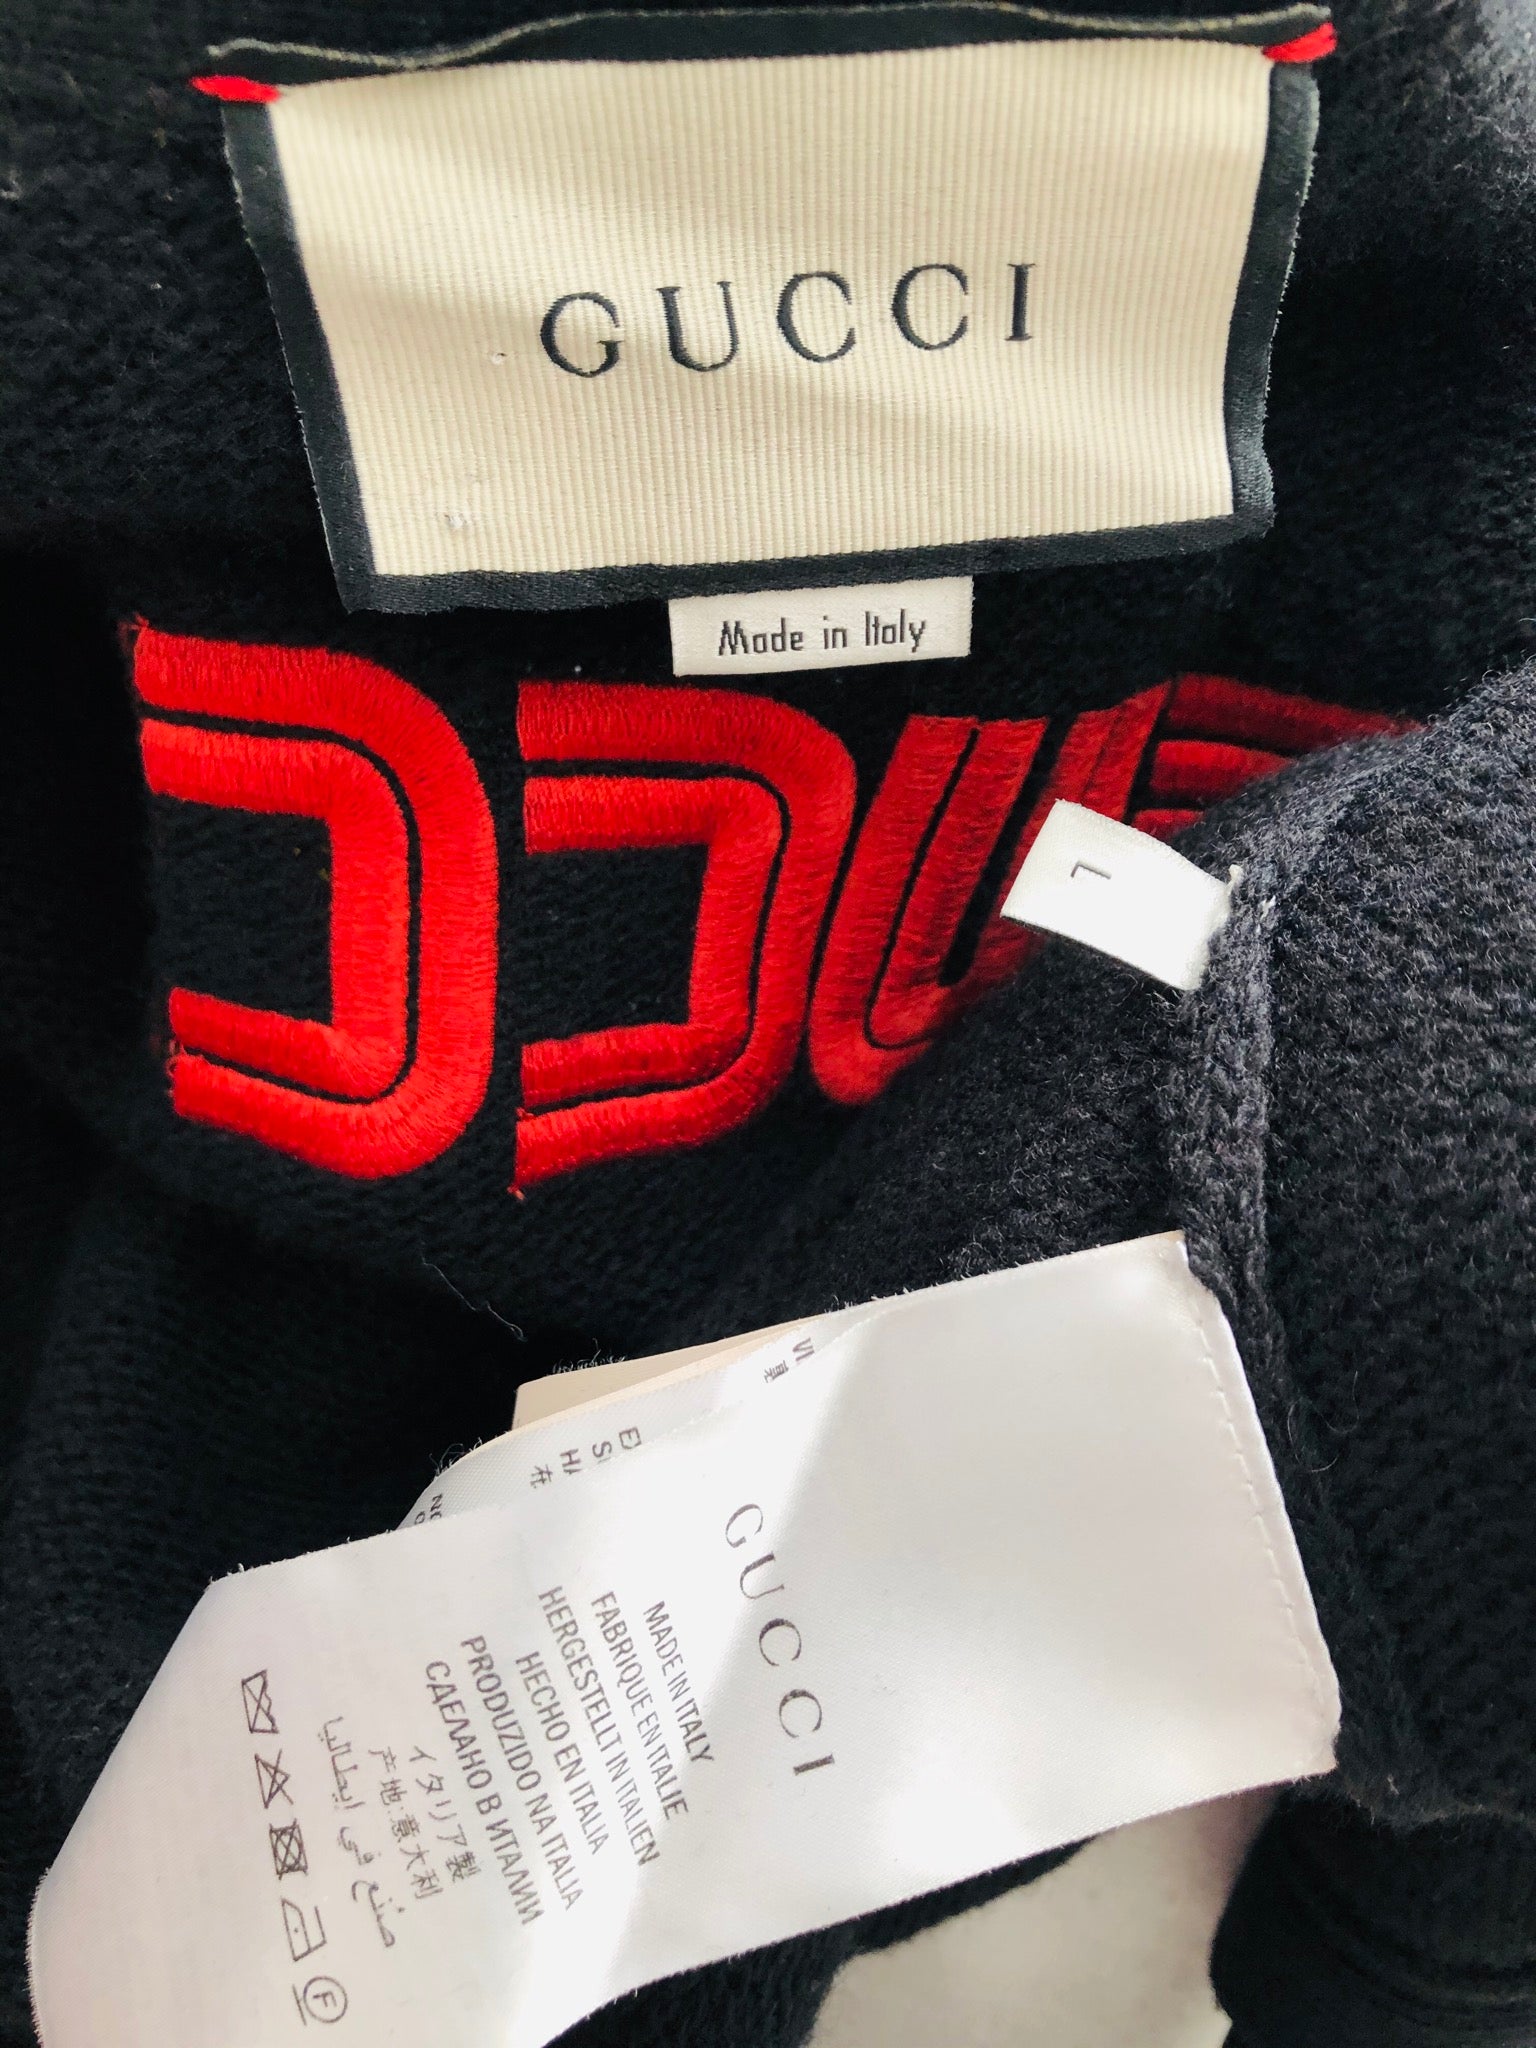 GUCCI
Made in Italy
L
GUCCI
MADE IN ITALY
FABRIQUE EN ITALIE
HERGESTELLT IN ITALIEN
HECHO EN ITALIA
PRODUZIDO NA ITALIA
СДЕЛАНО В ИТАЛИИ
イタリア製
产地:意大利
صنع في إيطاليا
F